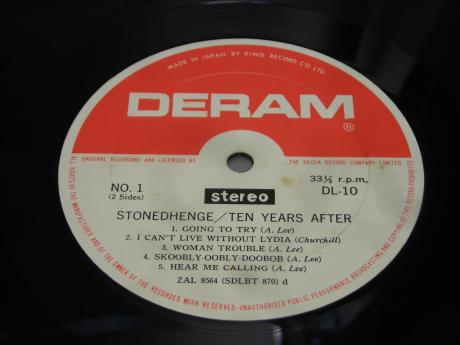 MADE IN JAPAN BY KING RECORD CO. LTD.
DERAM
®
ORIGINAL RECORDING AND LICENSED BY THE DECCA RECORD COMPANY LIMITED
NO. 1
(2 Sides)
stereo
33⅓ r.p.m.
DL-10
STONEDHENGE/TEN YEARS AFTER
1. GOING TO TRY (A. Lee)
2. I CAN'T LIVE WITHOUT LYDIA (Churchill)
3. WOMAN TROUBLE (A. Lee)
4. SKOOBLY-OOBLY-DOOBOB (A. Lee)
5. HEAR ME CALLING (A. Lee)
ZAL 8564 (SDLBT 870) d
ALL RIGHTS OF THE MANUFACTURER AND OF THE OWNER OF THE RECORDED WORK RESERVED·UNAUTHORISED PUBLIC PERFORMANCE BROADCASTING AND COPYING OF THIS RECORD PROHIBITED